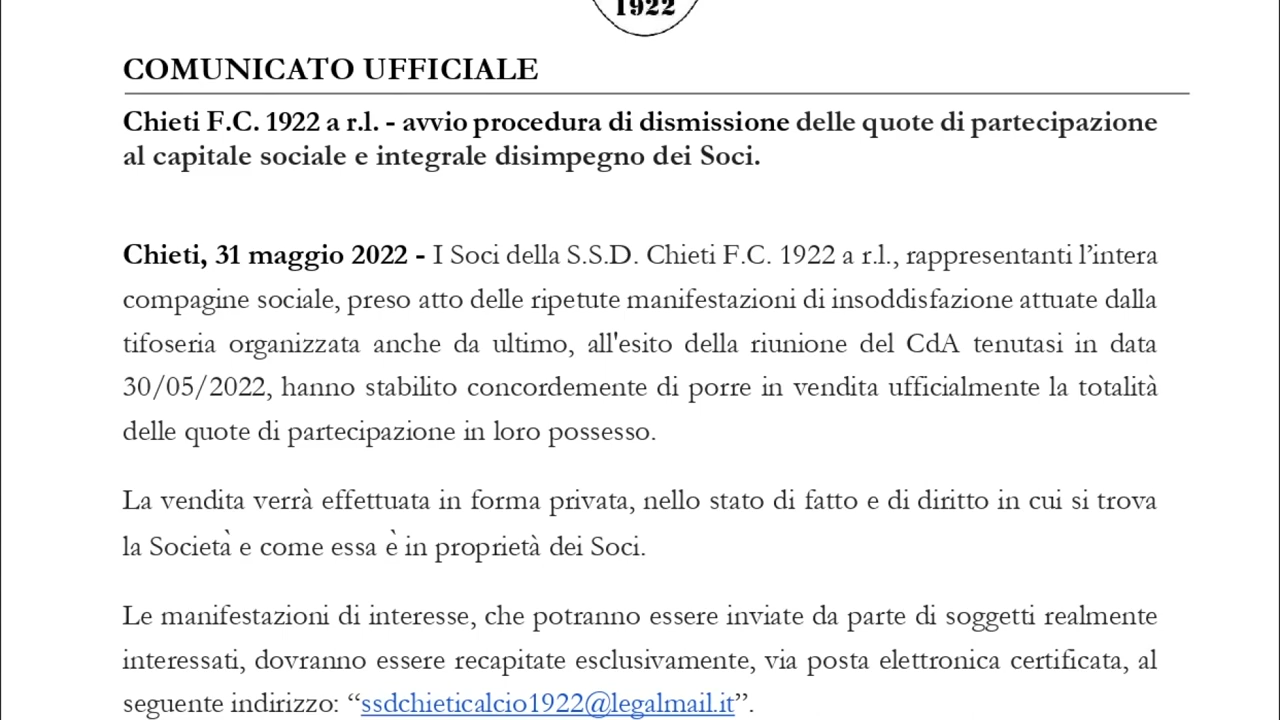 1922
COMUNICATO UFFICIALE
Chieti F.C. 1922 a r.l. - avvio procedura di dismissione delle quote di partecipazione
al capitale sociale e integrale disimpegno dei Soci.
Chieti, 31 maggio 2022 - I Soci della S.S.D. Chieti F.C. 1922 a r.l., rappresentanti l’intera
compagine sociale, preso atto delle ripetute manifestazioni di insoddisfazione attuate dalla
tifoseria organizzata anche da ultimo, all'esito della riunione del CdA tenutasi in data
30/05/2022, hanno stabilito concordemente di porre in vendita ufficialmente la totalità
delle quote di partecipazione in loro possesso.
La vendita verrà effettuata in forma privata, nello stato di fatto e di diritto in cui si trova
la Società e come essa è in proprietà dei Soci.
Le manifestazioni di interesse, che potranno essere inviate da parte di soggetti realmente
interessati, dovranno essere recapitate esclusivamente, via posta elettronica certificata, al
seguente indirizzo: “ssdchieticalcio1922@legalmail.it”.